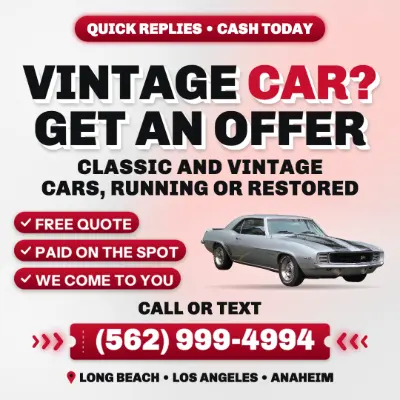 QUICK REPLIES • CASH TODAY
VINTAGE CAR?
GET AN OFFER
CLASSIC AND VINTAGE
CARS, RUNNING OR RESTORED
FREE QUOTE
PAID ON THE SPOT
WE COME TO YOU
CALL OR TEXT
(562) 999-4994
LONG BEACH • LOS ANGELES • ANAHEIM